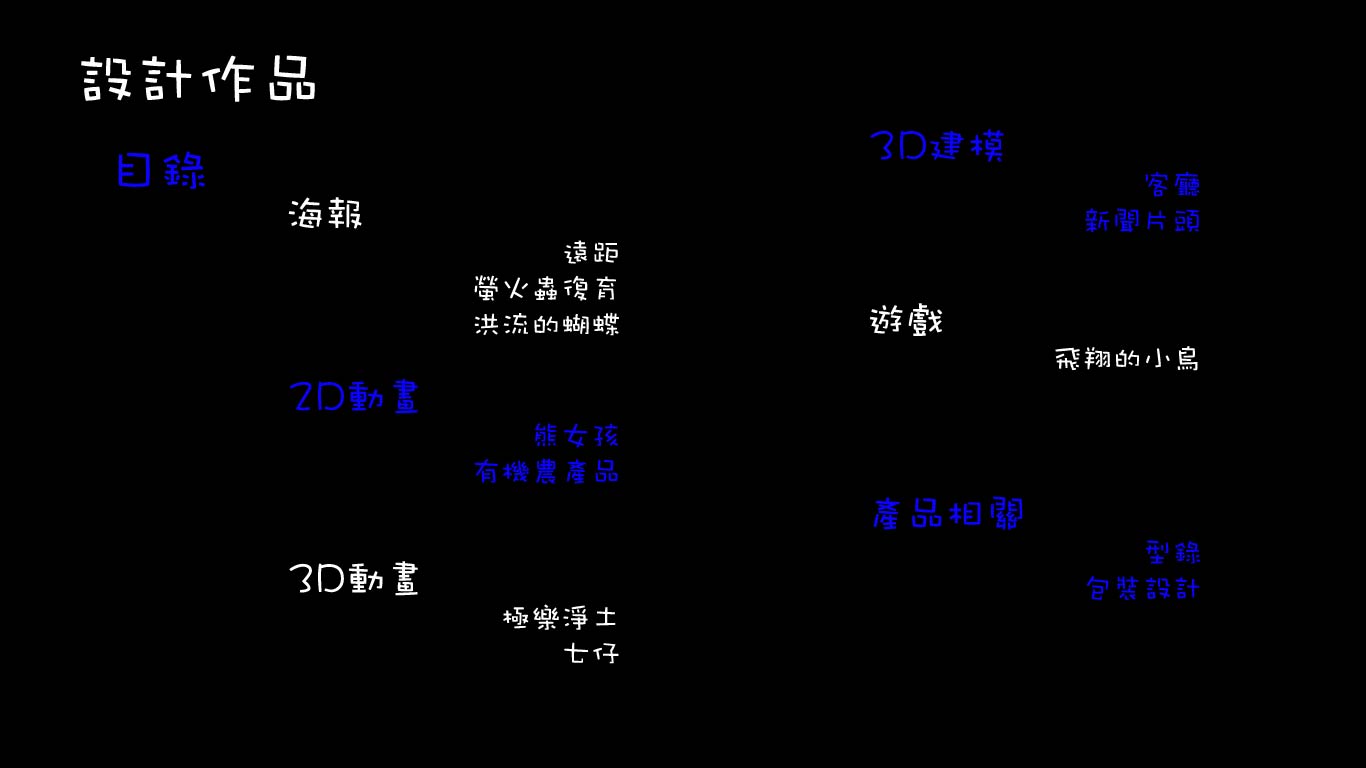 設計作品
目錄
海報
遠距
螢火蟲復育
洪流的蝴蝶
2D動畫
熊女孩
有機農產品
3D動畫
極樂淨土
七仔
3D建模
客廳
新聞片頭
遊戲
飛翔的小鳥
產品相關
型錄
包裝設計